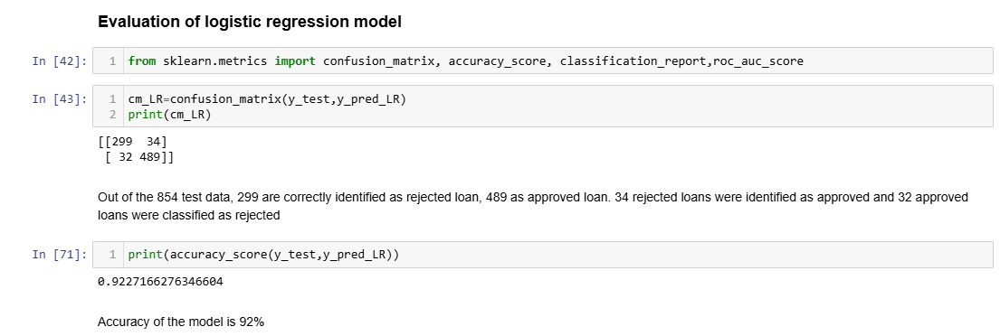 Evaluation of logistic regression model
In [42]: 1 from sklearn.metrics import confusion_matrix, accuracy_score, classification_report,roc_auc_score
In [43]: 1 cm_LR=confusion_matrix(y_test,y_pred_LR)
2 print(cm_LR)
[[299  34]
 [ 32 489]]
Out of the 854 test data, 299 are correctly identified as rejected loan, 489 as approved loan. 34 rejected loans were identified as approved and 32 approved
loans were classified as rejected
In [71]: 1 print(accuracy_score(y_test,y_pred_LR))
0.9227166276346604
Accuracy of the model is 92%